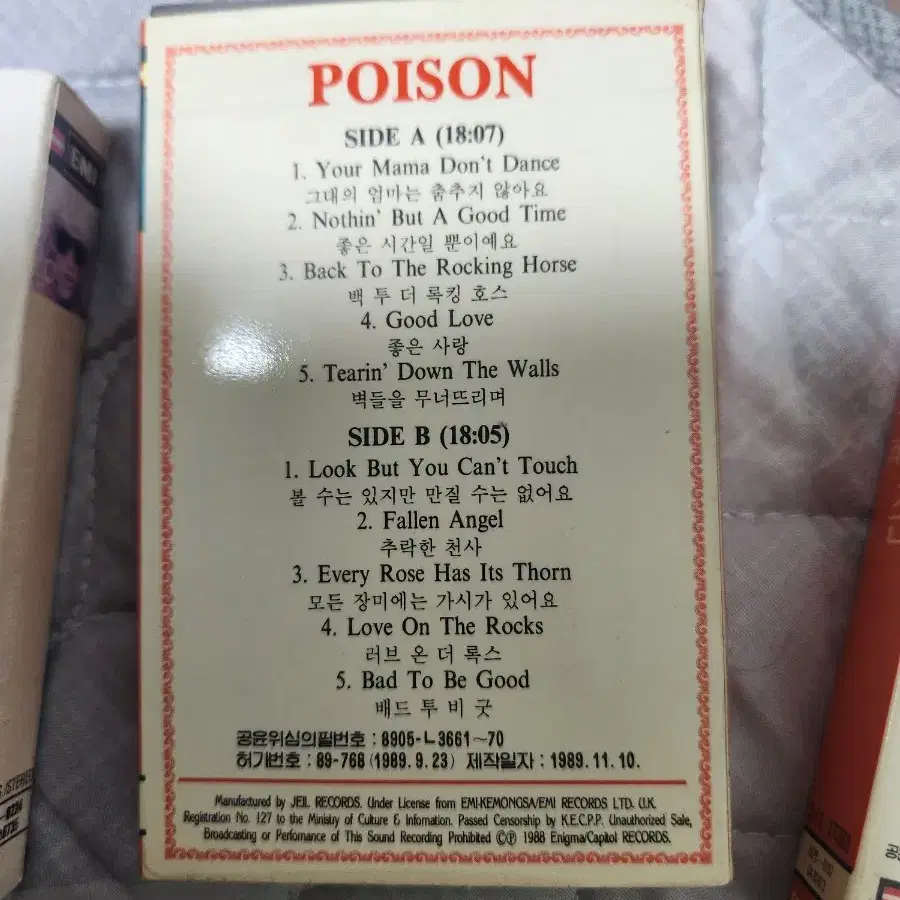 POISON
SIDE A (18:07)
1. Your Mama Don't Dance
그대의 엄마는 춤추지 않아요
2. Nothin' But A Good Time
좋은 시간일 뿐이예요
3. Back To The Rocking Horse
백 투 더 록킹 호스
4. Good Love
좋은 사랑
5. Tearin' Down The Walls
벽들을 무너뜨리며
SIDE B (18:05)
1. Look But You Can't Touch
볼 수는 있지만 만질 수는 없어요
2. Fallen Angel
추락한 천사
3. Every Rose Has Its Thorn
모든 장미에는 가시가 있어요
4. Love On The Rocks
러브 온 더 록스
5. Bad To Be Good
배드 투 비 굿
공윤위심의필번호 : 8905-ㄴ3661~70
허가번호 : 89-768 (1989.9.23) 제작일자 : 1989.11.10.
Manufactured by JEIL RECORDS. Under License from EMI-KEMONGSA/EMI RECORDS LTD. U.K.
Registration No. 127 to the Ministry of Culture & Infomation. Passed Censorship by K.E.C.P.P. Unauthorized Sale,
Broadcasting or Perfomance of This Sound Recording Prohibited ©℗ 1988 Enigma/Capitol RECORDS.
EMI